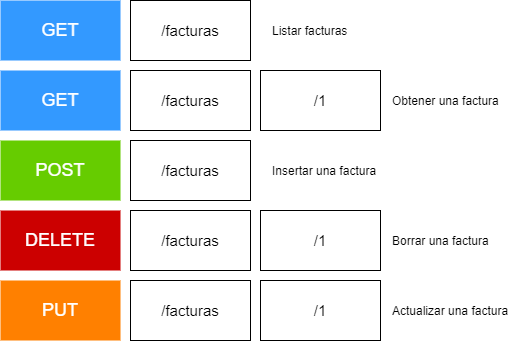 GET /facturas Listar facturas
GET /facturas /1 Obtener una factura
POST /facturas Insertar una factura
DELETE /facturas /1 Borrar una factura
PUT /facturas /1 Actualizar una factura